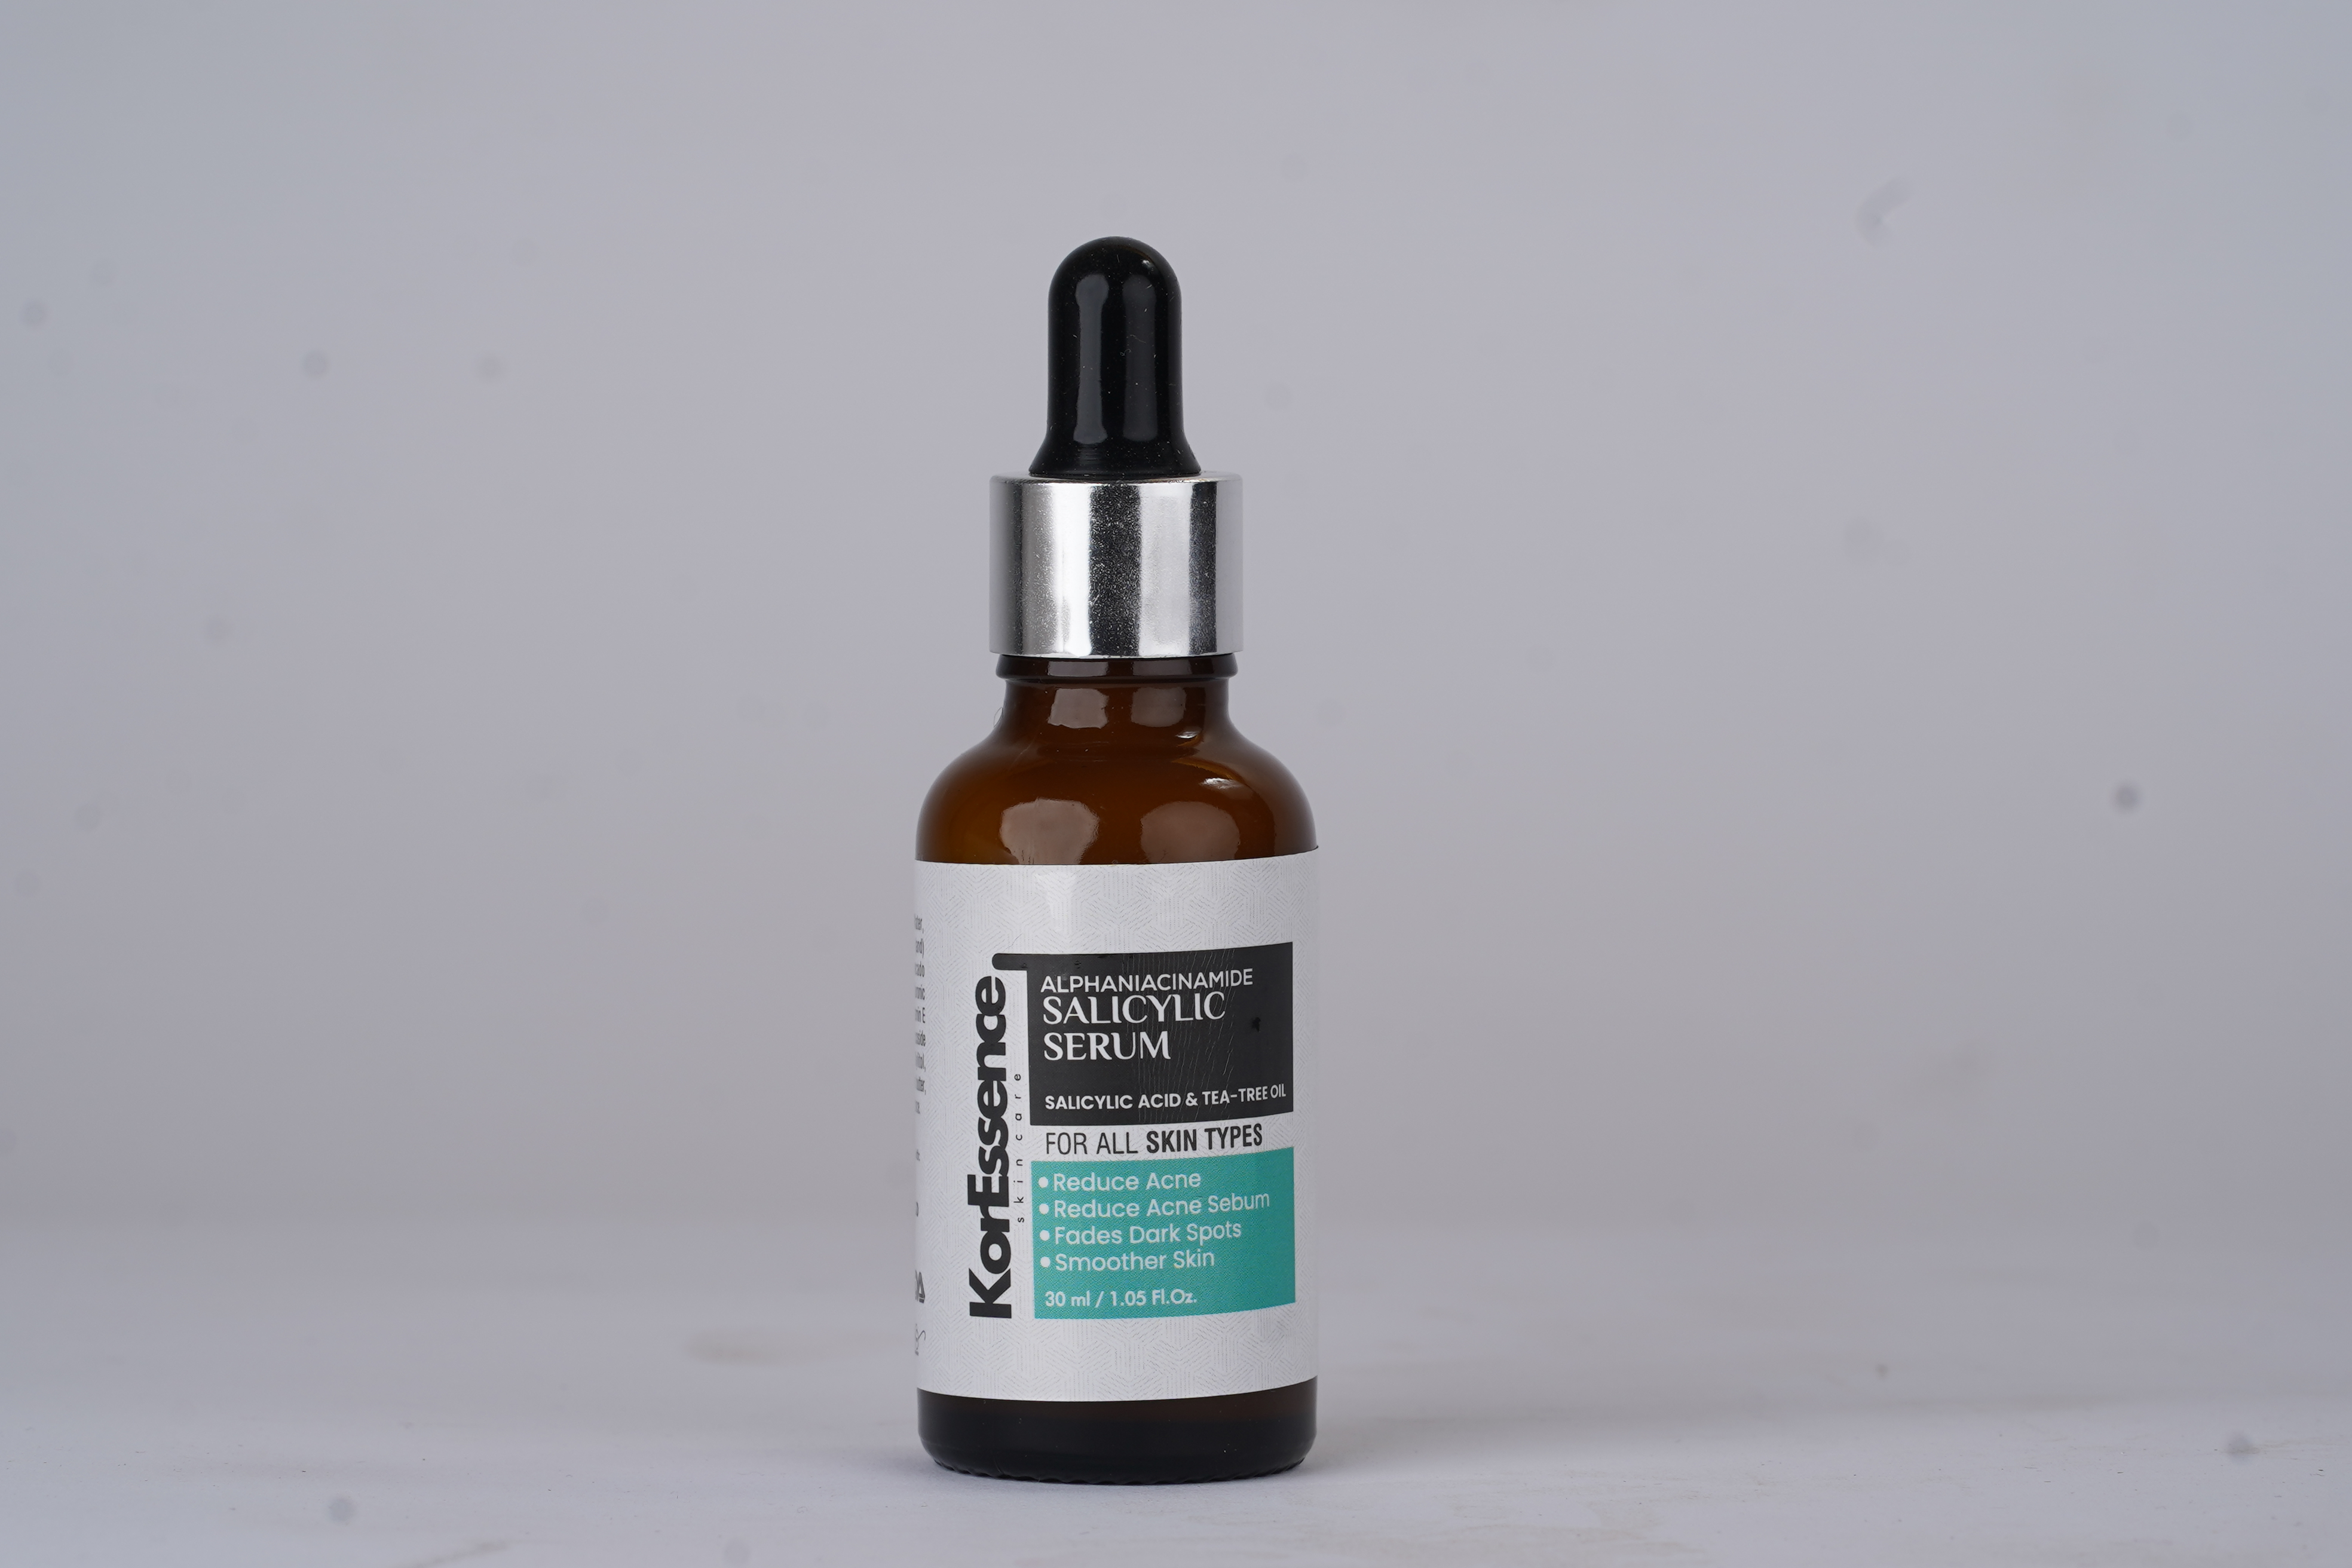 KorEssence
skincare
ALPHANIACINAMIDE
SALICYLIC
SERUM
SALICYLIC ACID & TEA-TREE OIL
FOR ALL SKIN TYPES
• Reduce Acne
• Reduce Acne Sebum
• Fades Dark Spots
• Smoother Skin
30 ml / 1.05 Fl.Oz.